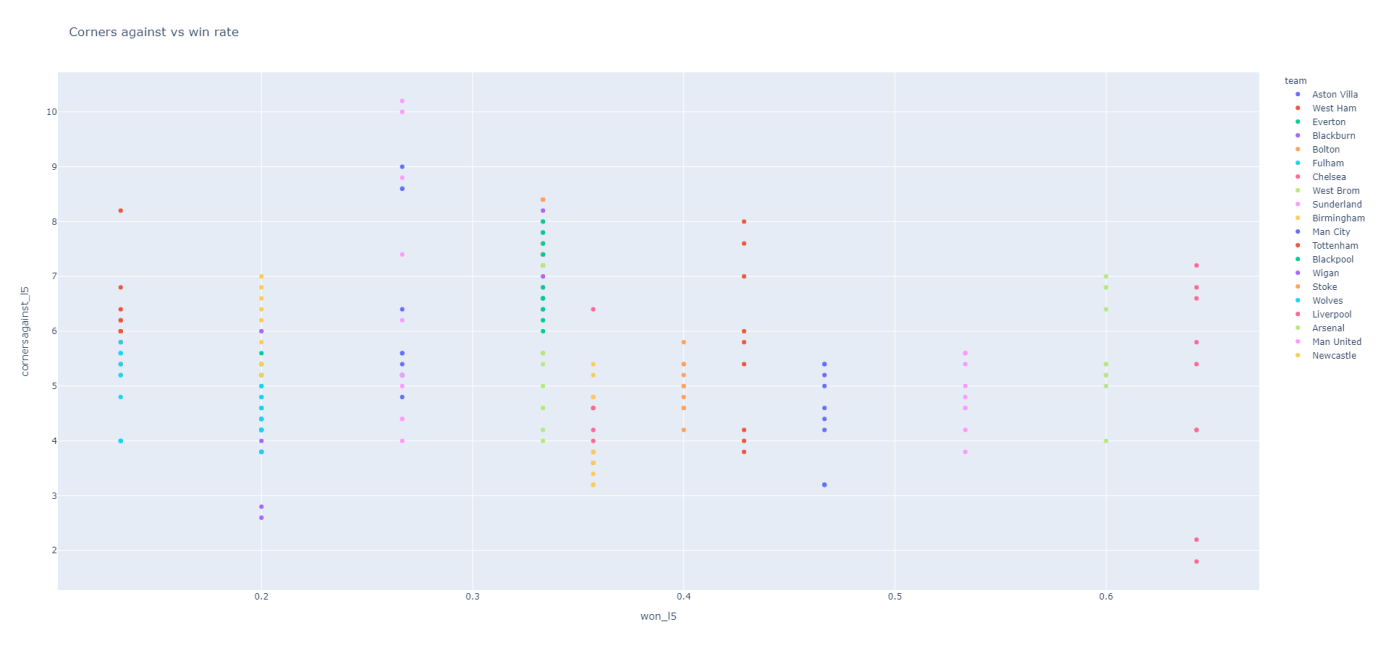 Corners against vs win rate
10
9
8
7
6
5
4
3
2
cornersagainst_l5
0.2
0.3
0.4
0.5
0.6
won_l5
team
Aston Villa
West Ham
Everton
Blackburn
Bolton
Fulham
Chelsea
West Brom
Sunderland
Birmingham
Man City
Tottenham
Blackpool
Wigan
Stoke
Wolves
Liverpool
Arsenal
Man United
Newcastle